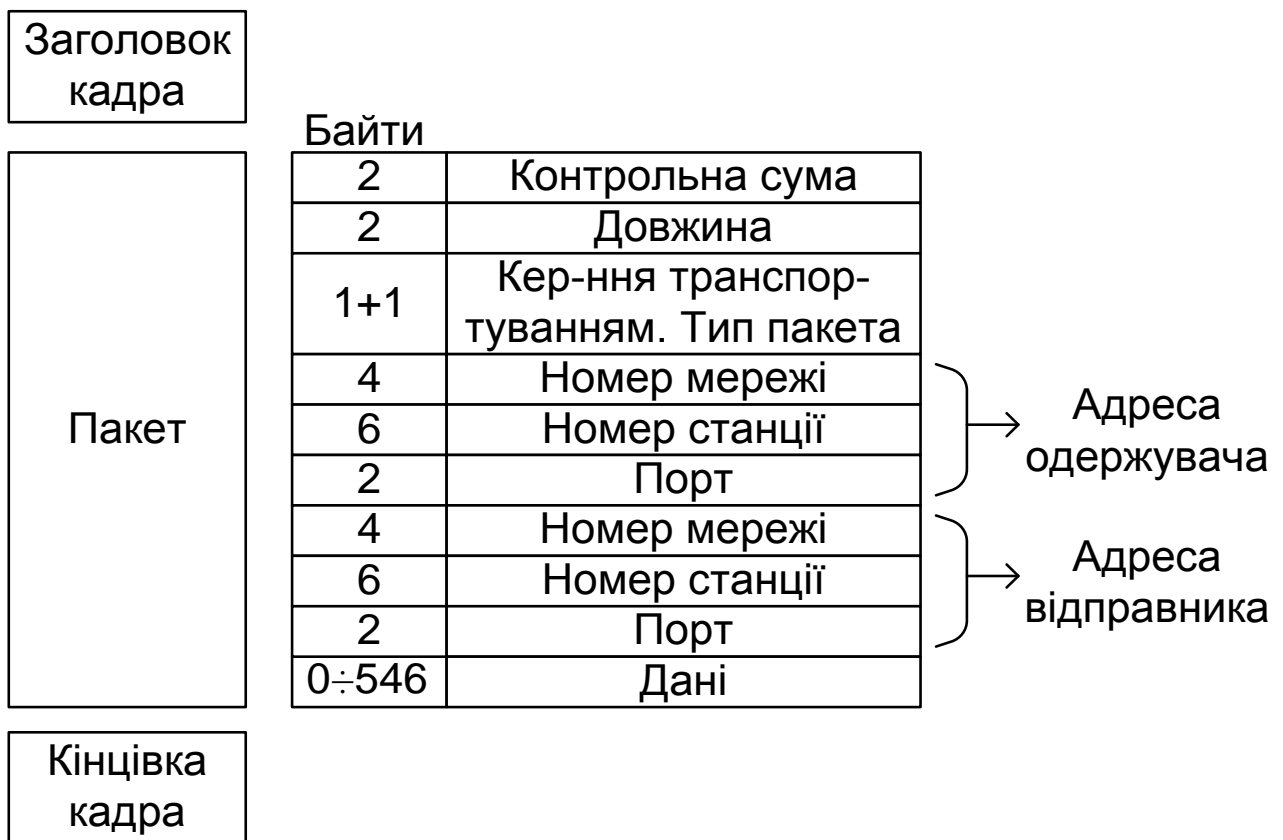 Заголовок
кадра
Байти
Пакет
2 Контрольна сума
2 Довжина
1+1 Кер-ння транспор-
туванням. Тип пакета
4 Номер мережі
6 Номер станції
2 Порт
Адреса
одержувача
4 Номер мережі
6 Номер станції
2 Порт
Адреса
відправника
0÷546 Дані
Кінцівка
кадра